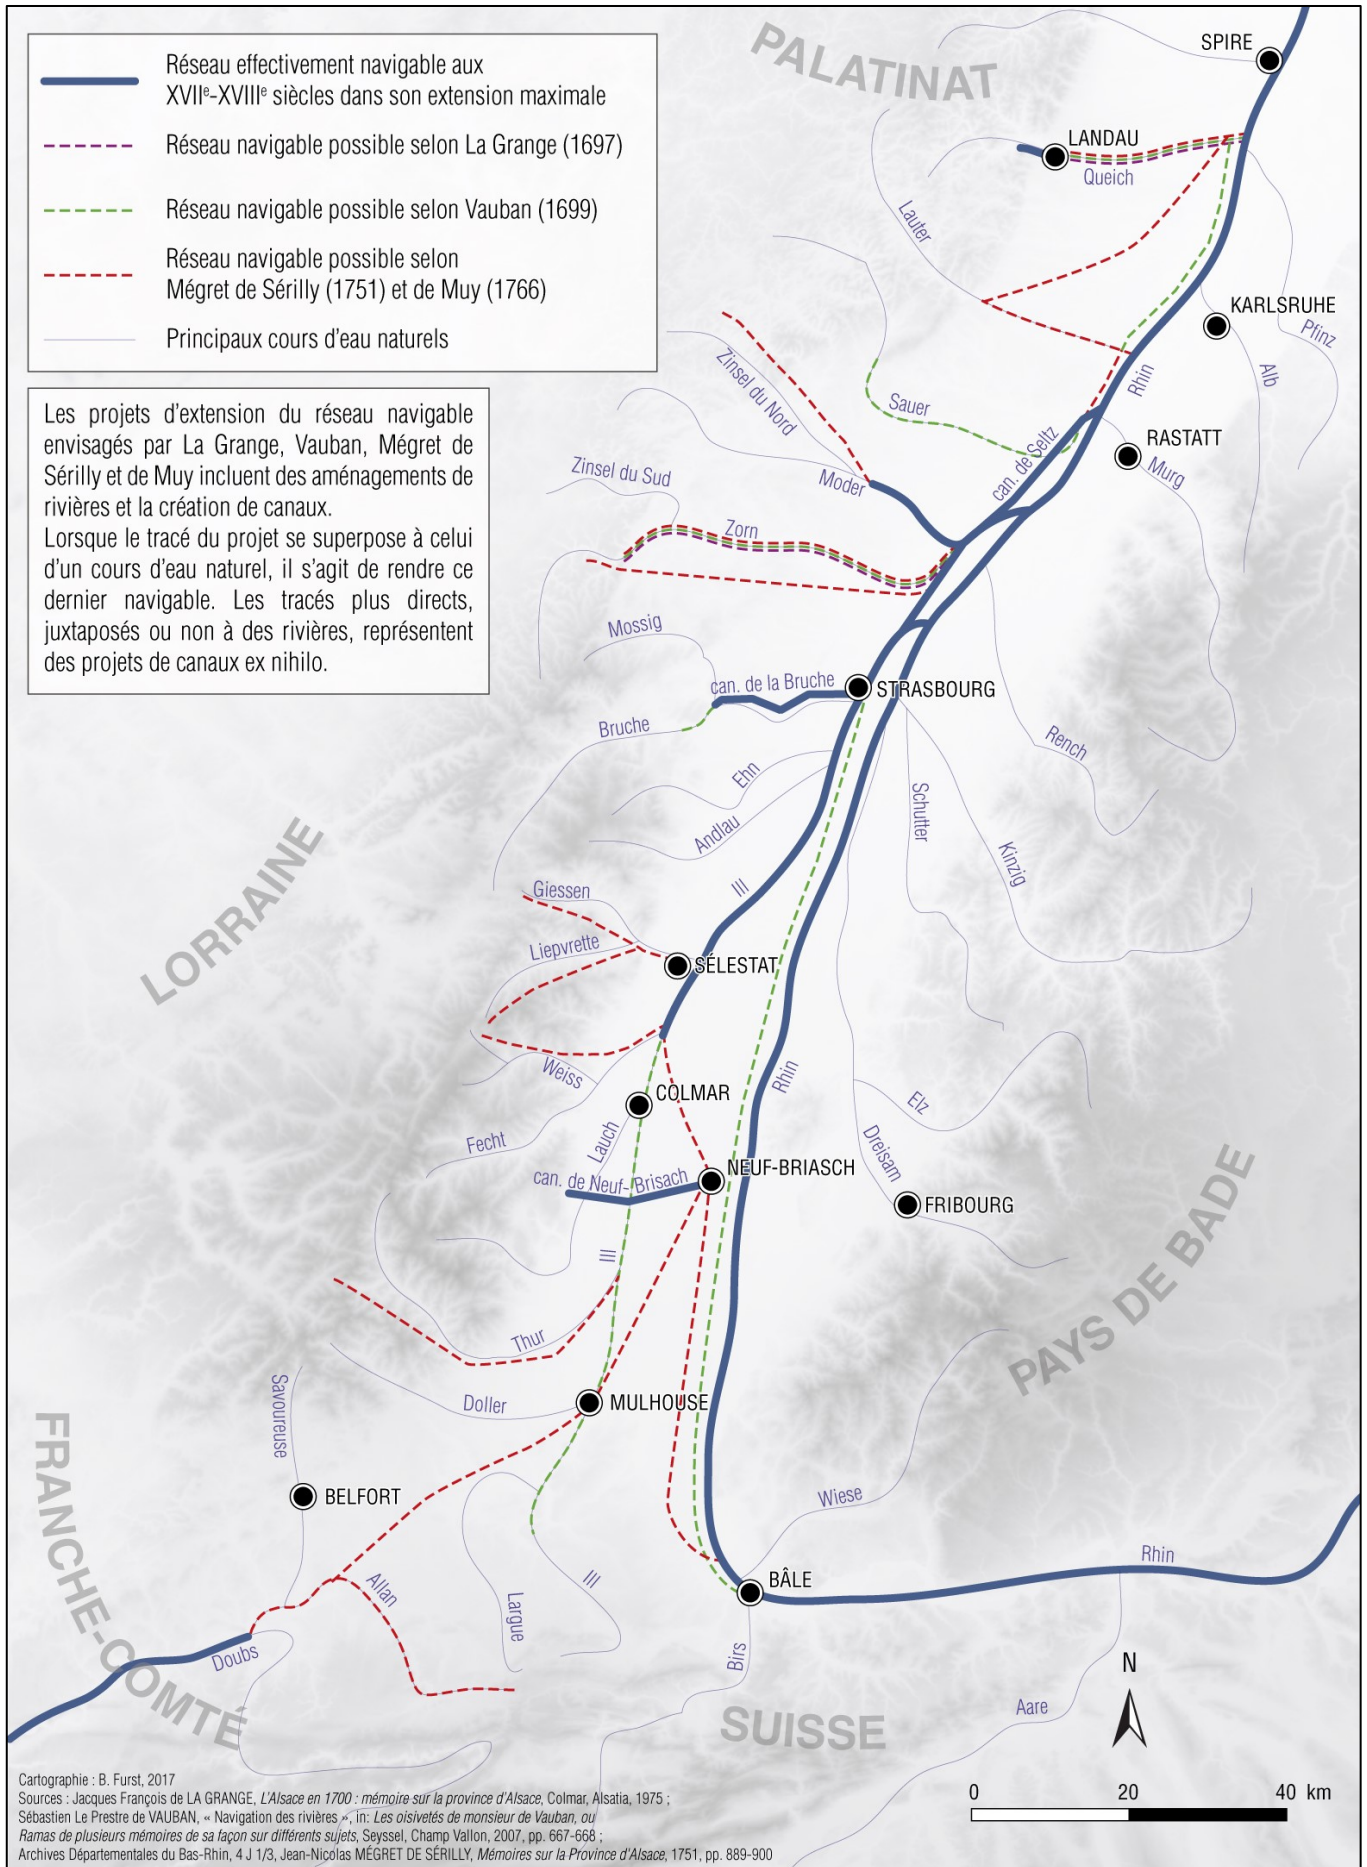 Réseau effectivement navigable aux
XVIIe-XVIIIe siècles dans son extension maximale
Réseau navigable possible selon La Grange (1697)
Réseau navigable possible selon Vauban (1699)
Réseau navigable possible selon
Mégret de Sérilly (1751) et de Muy (1766)
Principaux cours d'eau naturels
Les projets d'extension du réseau navigable
envisagés par La Grange, Vauban, Mégret de
Sérilly et de Muy incluent des aménagements de
rivières et la création de canaux.
Lorsque le tracé du projet se superpose à celui
d'un cours d'eau naturel, il s'agit de rendre ce
dernier navigable. Les tracés plus directs,
juxtaposés ou non à des rivières, représentent
des projets de canaux ex nihilo.
PALATINAT
SPIRE
LANDAU
Queich
Lauter
KARLSRUHE
Pfinz
Alb
Rhin
Zinsel du Nord
Sauer
RASTATT
Murg
can. de Seltz
Moder
Zinsel du Sud
Zorn
Mossig
can. de la Bruche
STRASBOURG
Bruche
Rench
Ehn
Andlau
Schutter
Kinzig
LORRAINE
Ill
Giessen
Liepvrette
SÉLESTAT
Weiss
Rhin
COLMAR
Elz
Fecht
Lauch
Dreisam
NEUF-BRIASCH
can. de Neuf- Brisach
FRIBOURG
Ill
PAYS DE BADE
Thur
Savoureuse
Doller
MULHOUSE
FRANCHE-COMTÉ
BELFORT
Wiese
Rhin
Allan
Ill
BÂLE
Largue
Doubs
Birs
N
Aare
SUISSE
0 20 40 km
Cartographie : B. Furst, 2017
Sources : Jacques François de LA GRANGE, L'Alsace en 1700 : mémoire sur la province d'Alsace, Colmar, Alsatia, 1975 ;
Sébastien Le Prestre de VAUBAN, « Navigation des rivières », in: Les oisivetés de monsieur de Vauban, ou
Ramas de plusieurs mémoires de sa façon sur différents sujets, Seyssel, Champ Vallon, 2007, pp. 667-668 ;
Archives Départementales du Bas-Rhin, 4 J 1/3, Jean-Nicolas MÉGRET DE SÉRILLY, Mémoires sur la Province d'Alsace, 1751, pp. 889-900